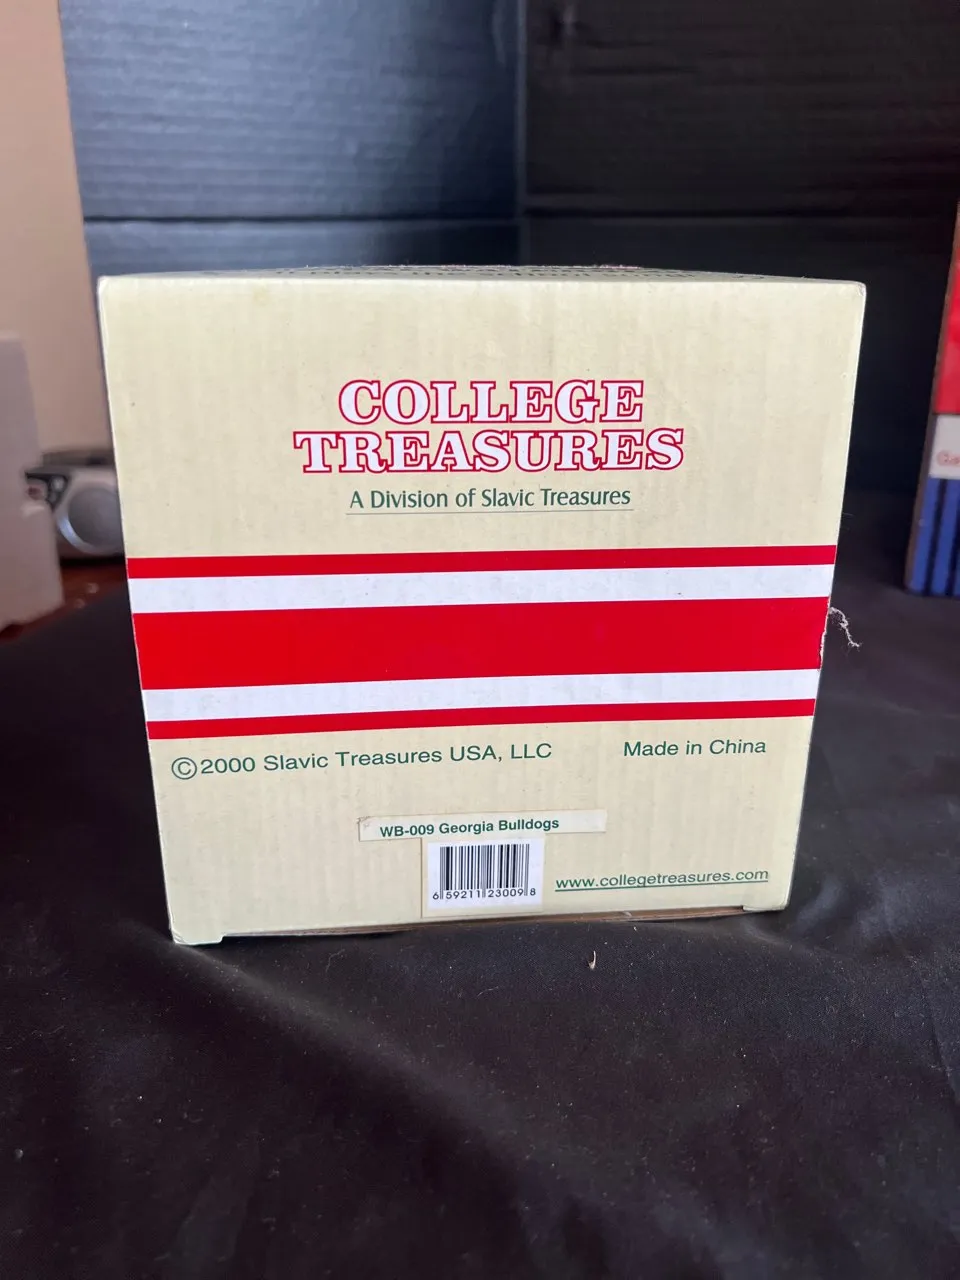 COLLEGE
TREASURES
A Division of Slavic Treasures
©2000 Slavic Treasures USA, LLC
Made in China
WB-009 Georgia Bulldogs
6 59211 23009 8
www.collegetreasures.com